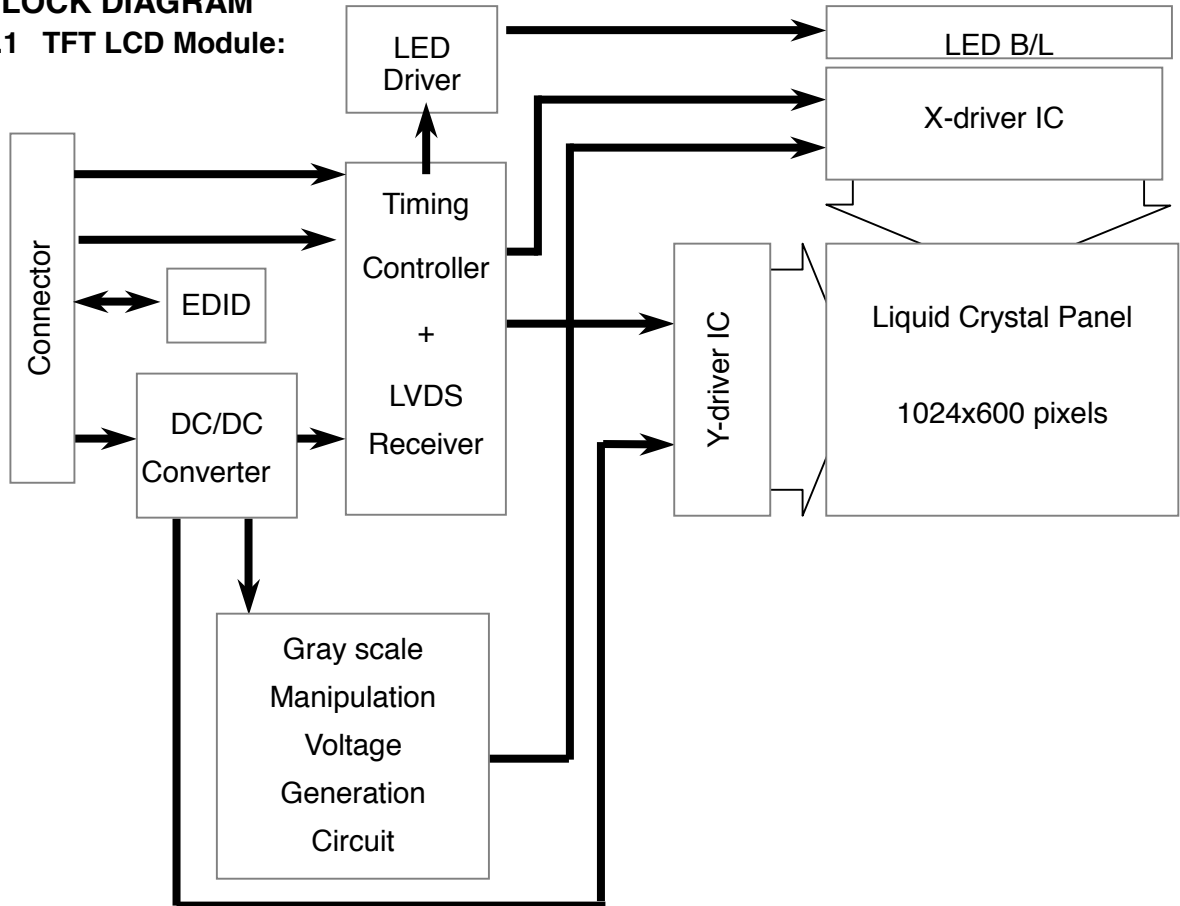 LOCK DIAGRAM
.1 TFT LCD Module:
LED
Driver
LED B/L
X-driver IC
Connector
Timing
Controller
+
LVDS
Receiver
EDID
DC/DC
Converter
Y-driver IC
Liquid Crystal Panel
1024x600 pixels
Gray scale
Manipulation
Voltage
Generation
Circuit